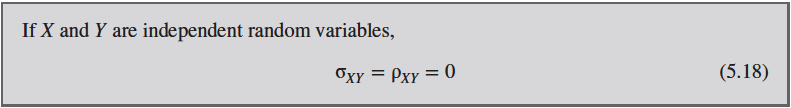 If X and Y are independent random variables,
σXY = ρXY = 0 (5.18)